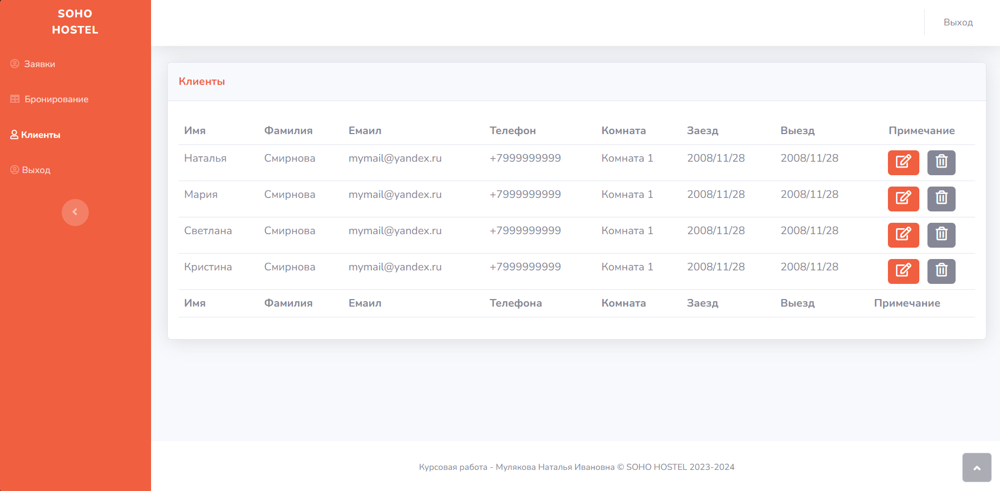 SOHO
HOSTEL
Выход
Заявки
Бронирование
Клиенты
Выход
Клиенты
Имя Фамилия Емаил Телефон Комната Заезд Выезд Примечание
Наталья Смирнова mymail@yandex.ru +7999999999 Комната 1 2008/11/28 2008/11/28
Мария Смирнова mymail@yandex.ru +7999999999 Комната 1 2008/11/28 2008/11/28
Светлана Смирнова mymail@yandex.ru +7999999999 Комната 1 2008/11/28 2008/11/28
Кристина Смирнова mymail@yandex.ru +7999999999 Комната 1 2008/11/28 2008/11/28
Имя Фамилия Емаил Телефона Комната Заезд Выезд Примечание
Курсовая работа - Мулякова Наталья Ивановна © SOHO HOSTEL 2023-2024